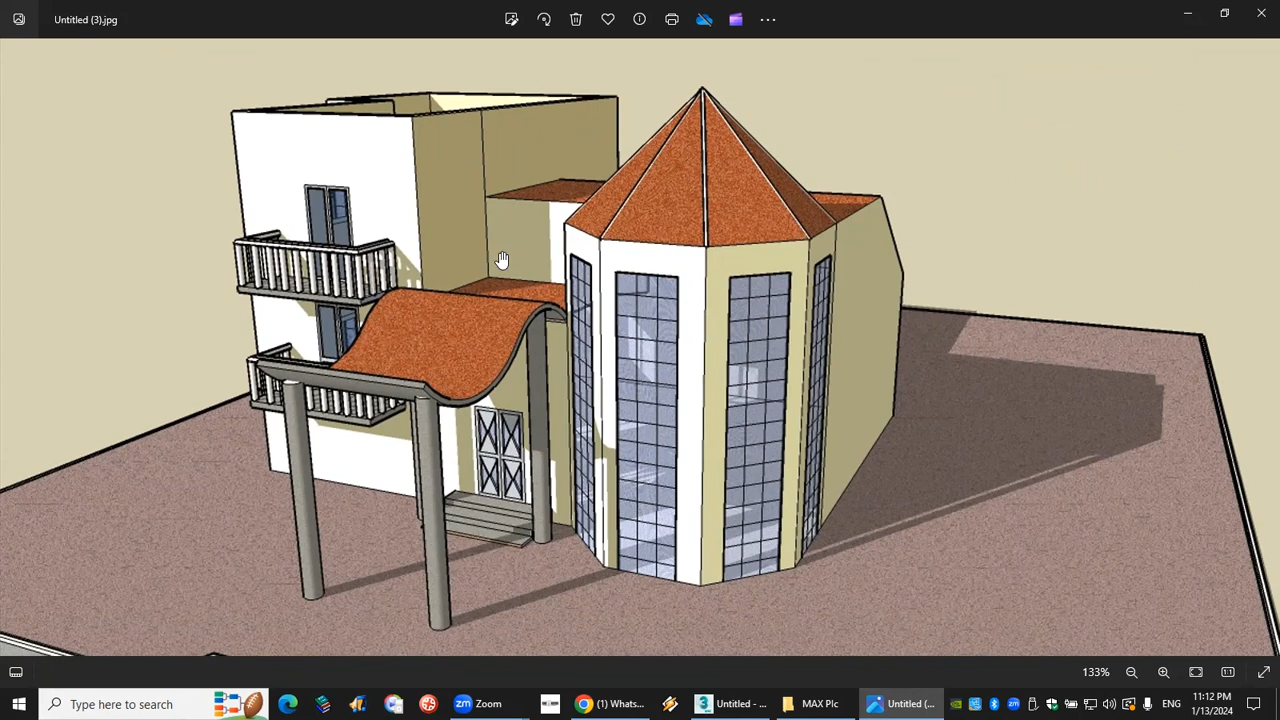 Untitled (3).jpg
133%
Type here to search
Zoom
(1) Whats...
Untitled - ...
MAX PIc
Untitled (...
ENG
11:12 PM
1/13/2024